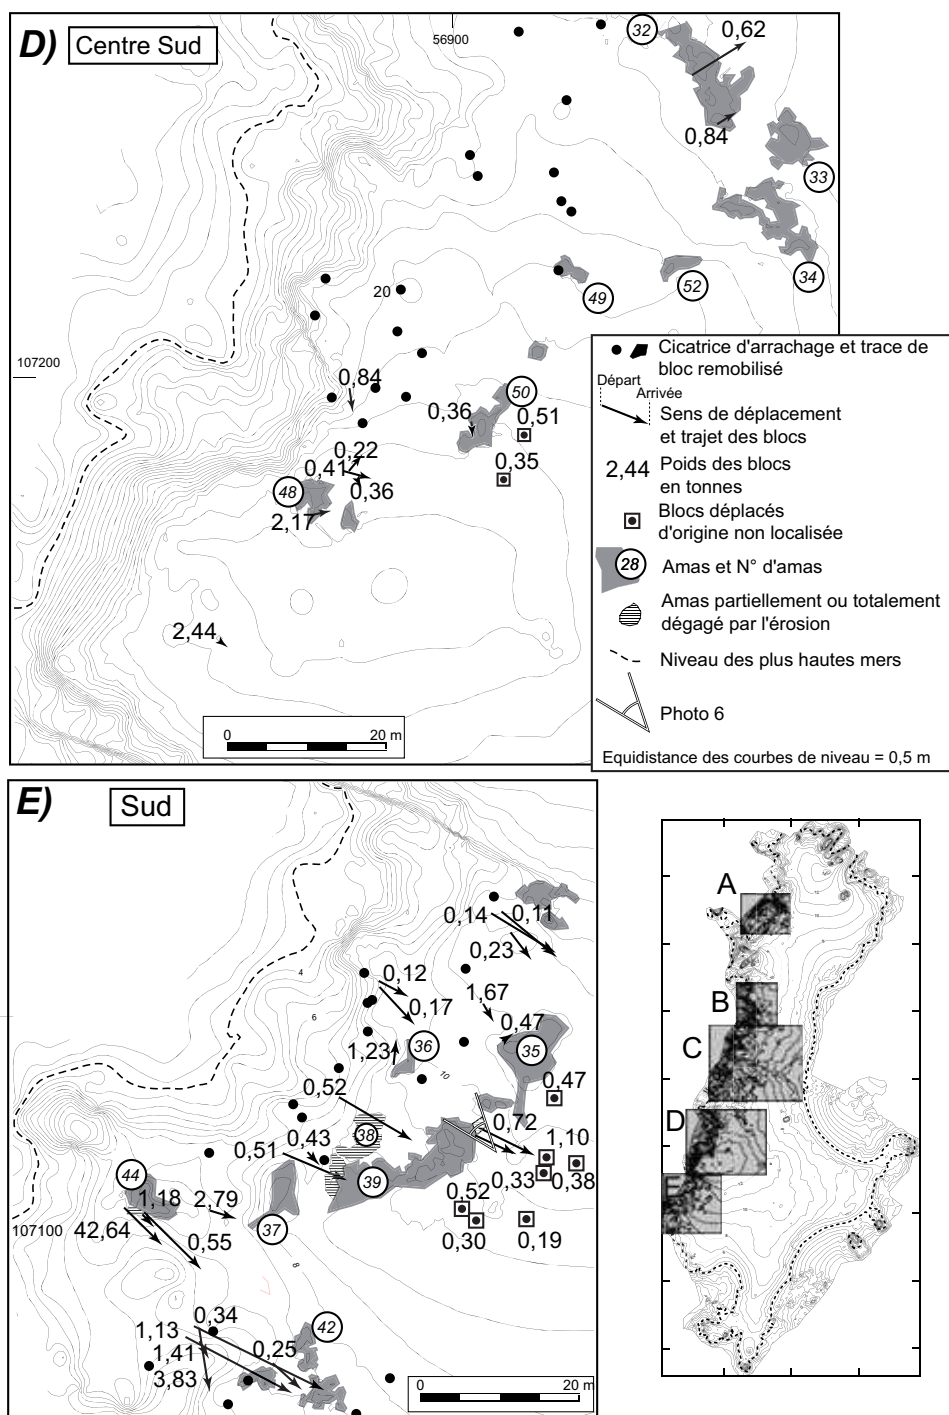 D) Centre Sud
56900
32
0,62
0,84
33
34
20
49
52
107200
0,84
50
0,36
0,51
0,35
0,22
0,41
0,36
48
2,17
2,44
0 20 m
Cicatrice d'arrachage et trace de
bloc remobilisé
Départ
Arrivée
Sens de déplacement
et trajet des blocs
2,44
Poids des blocs
en tonnes
Blocs déplacés
d'origine non localisée
28
Amas et N° d'amas
Amas partiellement ou totalement
dégagé par l'érosion
Niveau des plus hautes mers
Photo 6
Equidistance des courbes de niveau = 0,5 m
E) Sud
0,14
0,11
0,23
4
0,12
6
0,17
1,67
0,47
1,23
36
35
10
0,47
0,52
0,72
38
0,43
0,51
1,10
0,33
0,38
39
44
1,18
2,79
0,52
37
107100
42,64
0,55
0,30
0,19
8
0,34
42
1,13
1,41
0,25
3,83
0 20 m
A
B
C
D
E